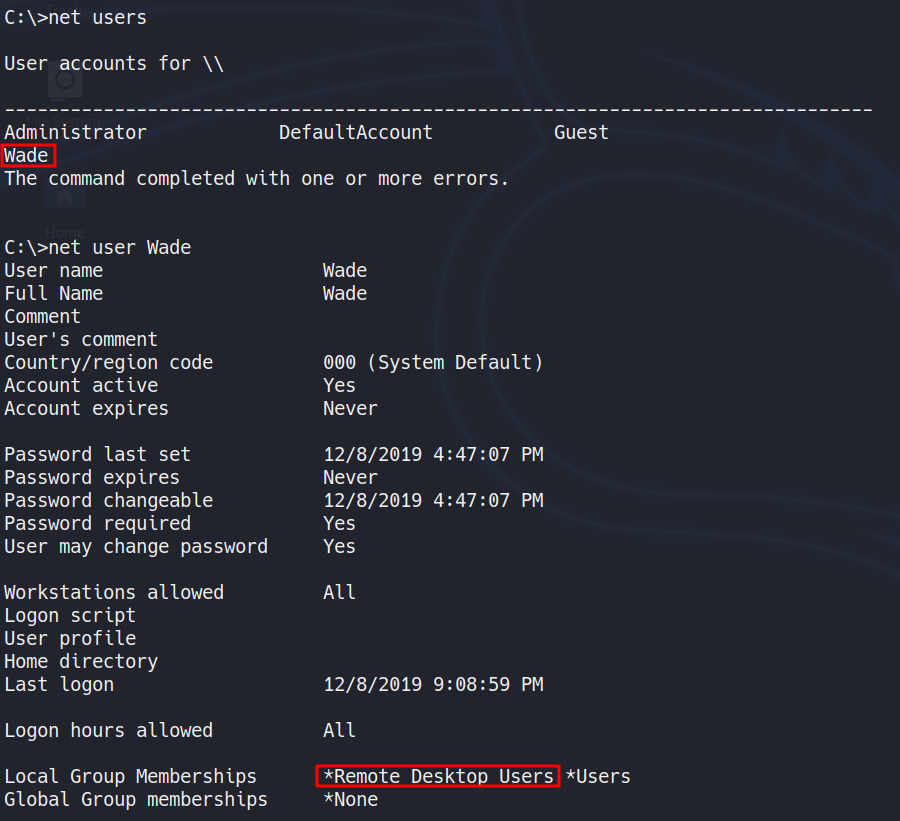 C:\>net users
User accounts for \\
-------------------------------------------------------------------------------
Administrator            DefaultAccount           Guest
Wade
The command completed with one or more errors.
C:\>net user Wade
User name                    Wade
Full Name                    Wade
Comment
User's comment
Country/region code          000 (System Default)
Account active               Yes
Account expires              Never
Password last set            12/8/2019 4:47:07 PM
Password expires             Never
Password changeable          12/8/2019 4:47:07 PM
Password required            Yes
User may change password     Yes
Workstations allowed         All
Logon script
User profile
Home directory
Last logon                   12/8/2019 9:08:59 PM
Logon hours allowed          All
Local Group Memberships      *Remote Desktop Users *Users
Global Group memberships     *None
Trash
File System
Home